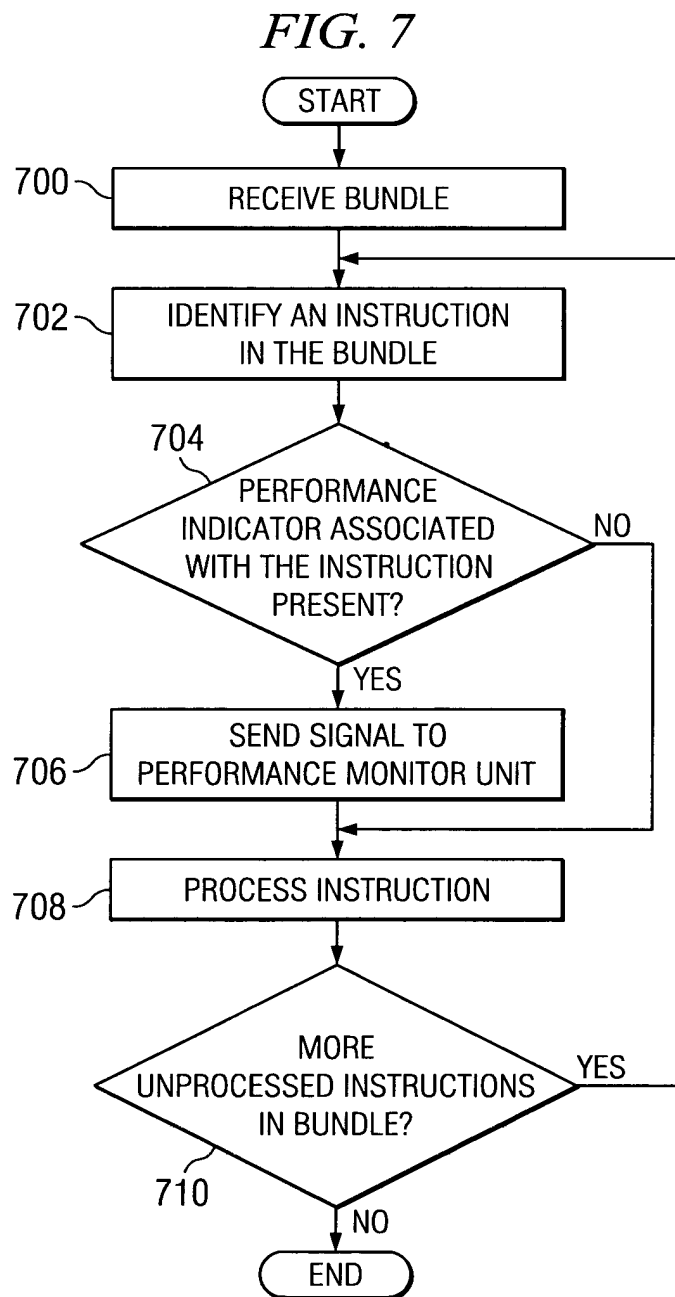 FIG. 7
START
700
RECEIVE BUNDLE
702
IDENTIFY AN INSTRUCTION
IN THE BUNDLE
704
PERFORMANCE
INDICATOR ASSOCIATED
WITH THE INSTRUCTION
PRESENT?
NO
YES
706
SEND SIGNAL TO
PERFORMANCE MONITOR UNIT
708
PROCESS INSTRUCTION
MORE
UNPROCESSED INSTRUCTIONS
IN BUNDLE?
YES
710
NO
END